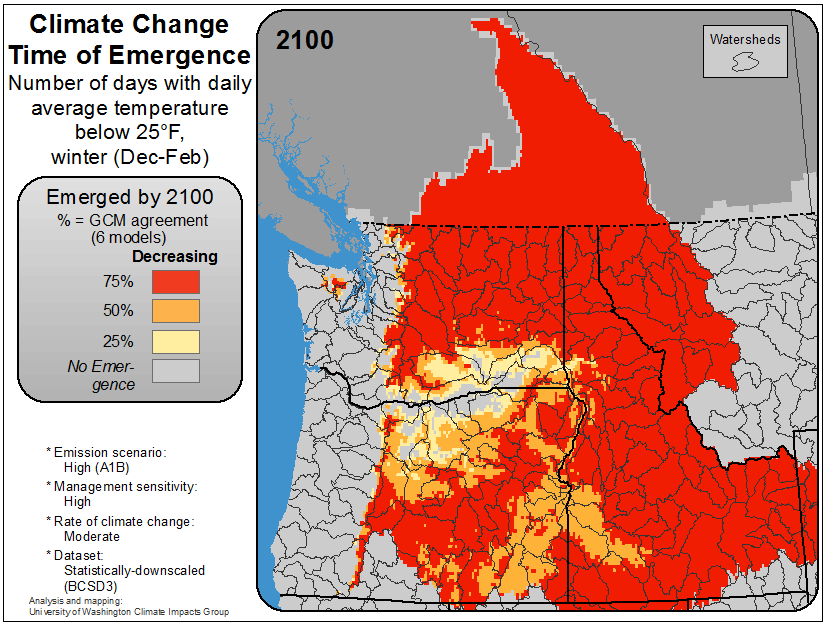 Climate Change
Time of Emergence
Number of days with daily
average temperature
below 25°F,
winter (Dec-Feb)
Emerged by 2100
% = GCM agreement
(6 models)
Decreasing
75%
50%
25%
No Emer-
gence
* Emission scenario:
High (A1B)
* Management sensitivity:
High
* Rate of climate change:
Moderate
* Dataset:
Statistically-downscaled
(BCSD3)
Analysis and mapping:
University of Washington Climate Impacts Group
2100
Watersheds